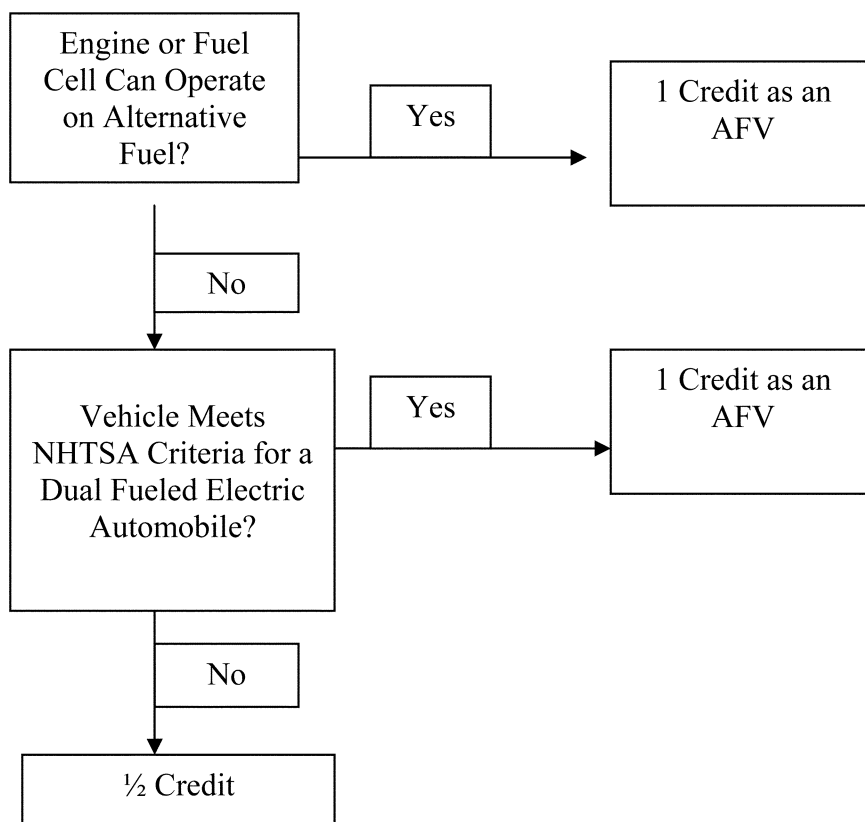 Engine or Fuel
Cell Can Operate
on Alternative
Fuel?
Yes
1 Credit as an
AFV
No
Vehicle Meets
NHTSA Criteria for a
Dual Fueled Electric
Automobile?
Yes
1 Credit as an
AFV
No
½ Credit